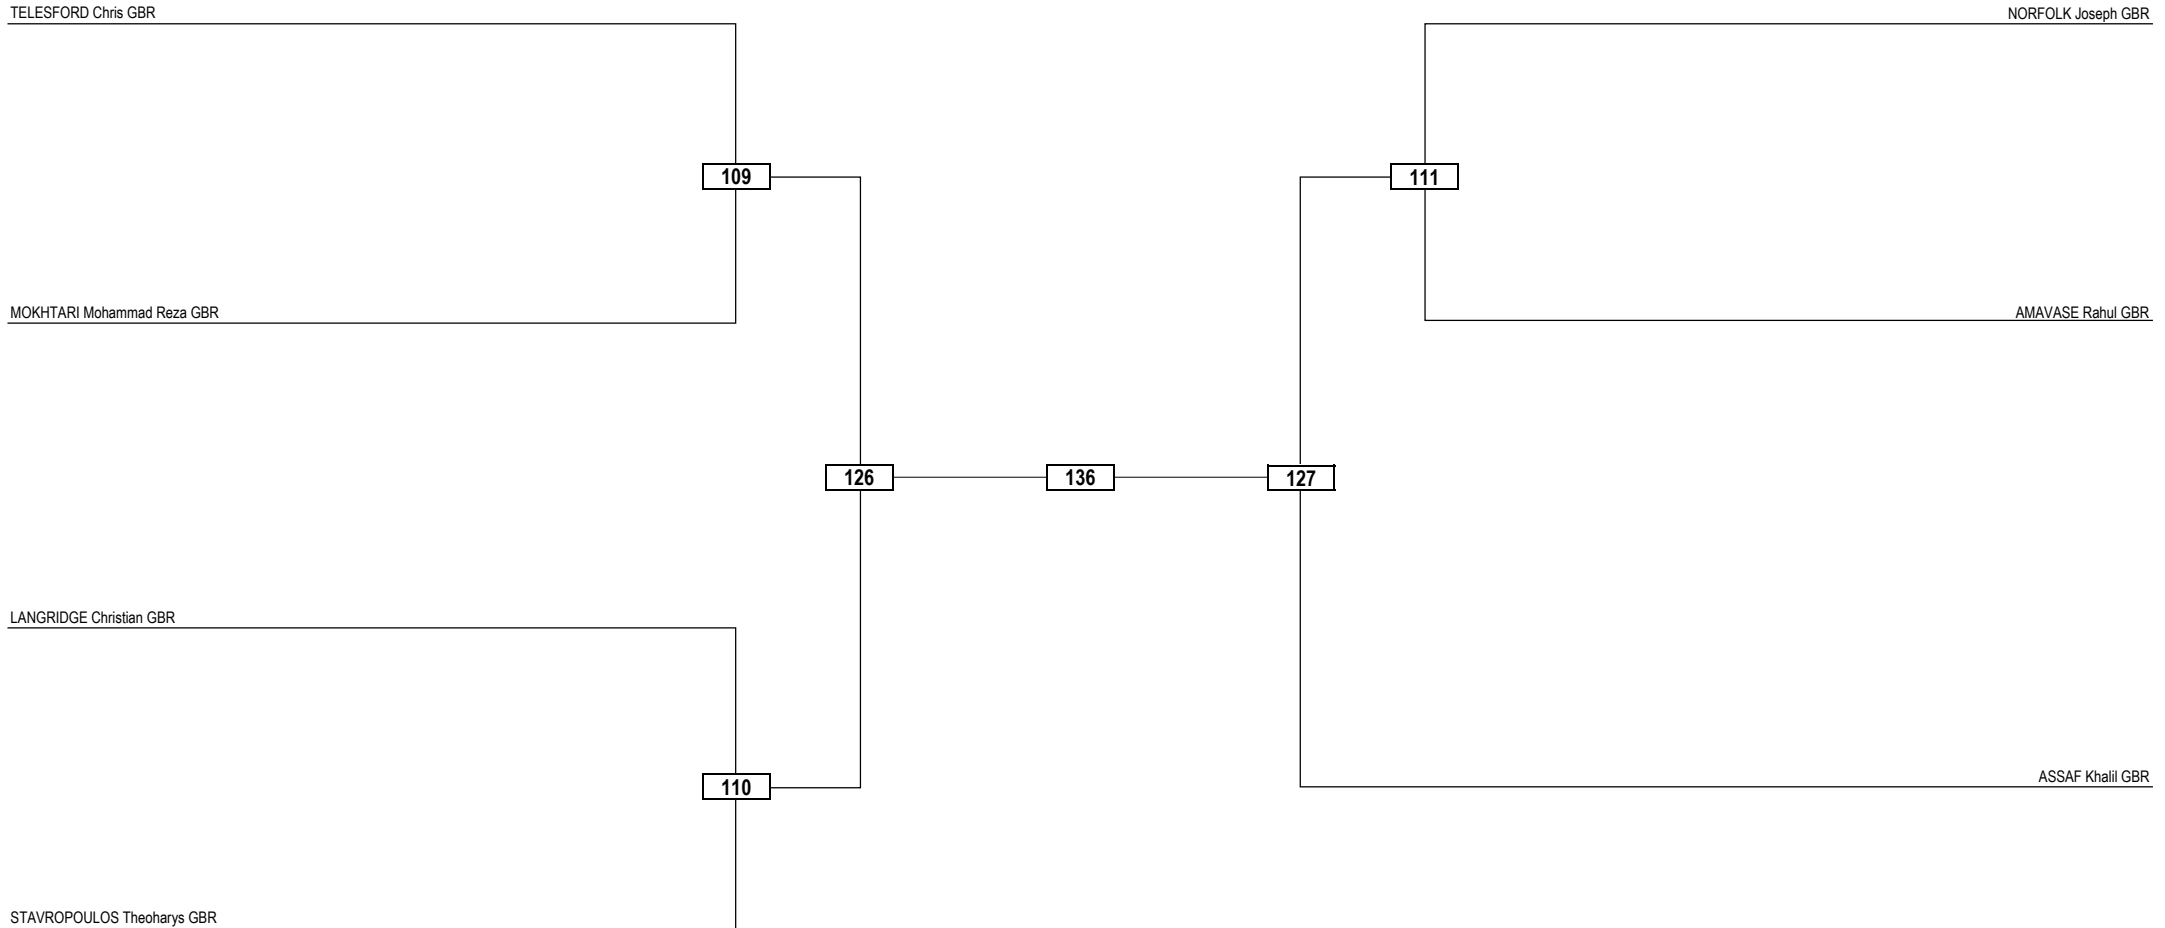 TELESFORD Chris GBR
NORFOLK Joseph GBR
109
111
MOKHTARI Mohammad Reza GBR
AMAVASE Rahul GBR
126
136
127
LANGRIDGE Christian GBR
110
ASSAF Khalil GBR
STAVROPOULOS Theoharys GBR